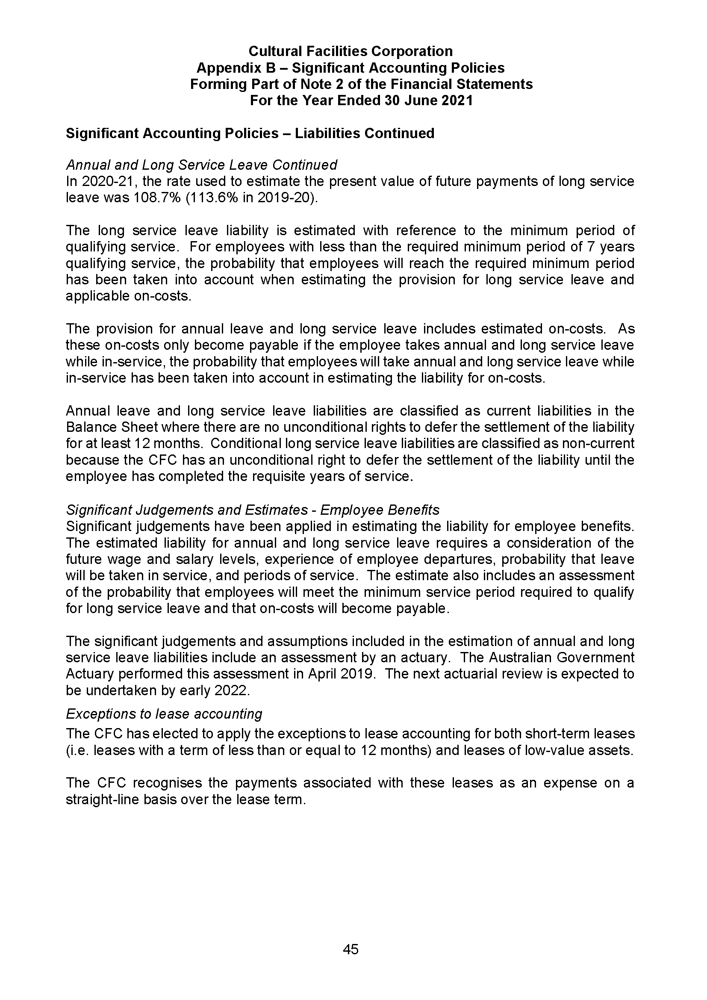 Cultural Facilities Corporation
Appendix B – Significant Accounting Policies
Forming Part of Note 2 of the Financial Statements
For the Year Ended 30 June 2021
Significant Accounting Policies – Liabilities Continued
Annual and Long Service Leave Continued
In 2020-21, the rate used to estimate the present value of future payments of long service
leave was 108.7% (113.6% in 2019-20).
The long service leave liability is estimated with reference to the minimum period of
qualifying service. For employees with less than the required minimum period of 7 years
qualifying service, the probability that employees will reach the required minimum period
has been taken into account when estimating the provision for long service leave and
applicable on-costs.
The provision for annual leave and long service leave includes estimated on-costs. As
these on-costs only become payable if the employee takes annual and long service leave
while in-service, the probability that employees will take annual and long service leave while
in-service has been taken into account in estimating the liability for on-costs.
Annual leave and long service leave liabilities are classified as current liabilities in the
Balance Sheet where there are no unconditional rights to defer the settlement of the liability
for at least 12 months. Conditional long service leave liabilities are classified as non-current
because the CFC has an unconditional right to defer the settlement of the liability until the
employee has completed the requisite years of service.
Significant Judgements and Estimates - Employee Benefits
Significant judgements have been applied in estimating the liability for employee benefits.
The estimated liability for annual and long service leave requires a consideration of the
future wage and salary levels, experience of employee departures, probability that leave
will be taken in service, and periods of service. The estimate also includes an assessment
of the probability that employees will meet the minimum service period required to qualify
for long service leave and that on-costs will become payable.
The significant judgements and assumptions included in the estimation of annual and long
service leave liabilities include an assessment by an actuary. The Australian Government
Actuary performed this assessment in April 2019. The next actuarial review is expected to
be undertaken by early 2022.
Exceptions to lease accounting
The CFC has elected to apply the exceptions to lease accounting for both short-term leases
(i.e. leases with a term of less than or equal to 12 months) and leases of low-value assets.
The CFC recognises the payments associated with these leases as an expense on a
straight-line basis over the lease term.
45